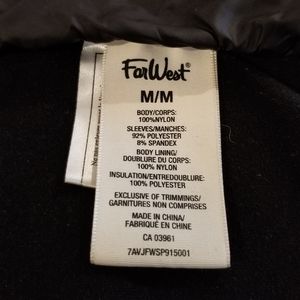 FarWest®
M/M
BODY/CORPS:
100%NYLON
SLEEVES/MANCHES:
92% POLYESTER
8% SPANDEX
BODY LINING/
DOUBLURE DU CORPS:
100% NYLON
INSULATION/ENTREDOUBLURE:
100% POLYESTER
EXCLUSIVE OF TRIMMINGS/
GARNITURES NON COMPRISES
MADE IN CHINA/
FABRIQUÉ EN CHINE
CA 03961
7AVJFWSP915001